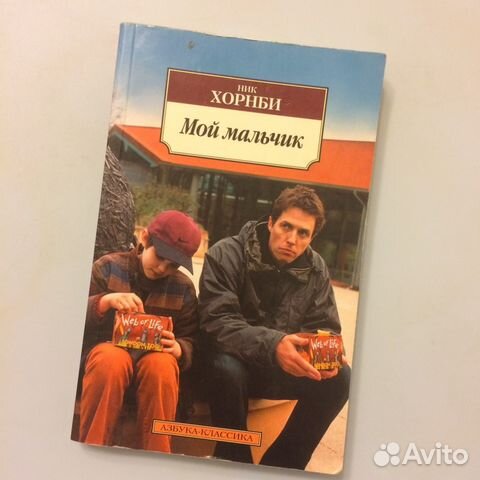 НИК
ХОРНБИ
Мой мальчик
WEB OF LIFE
WEB OF LIFE
АЗБУКА-КЛАССИКА
Avito